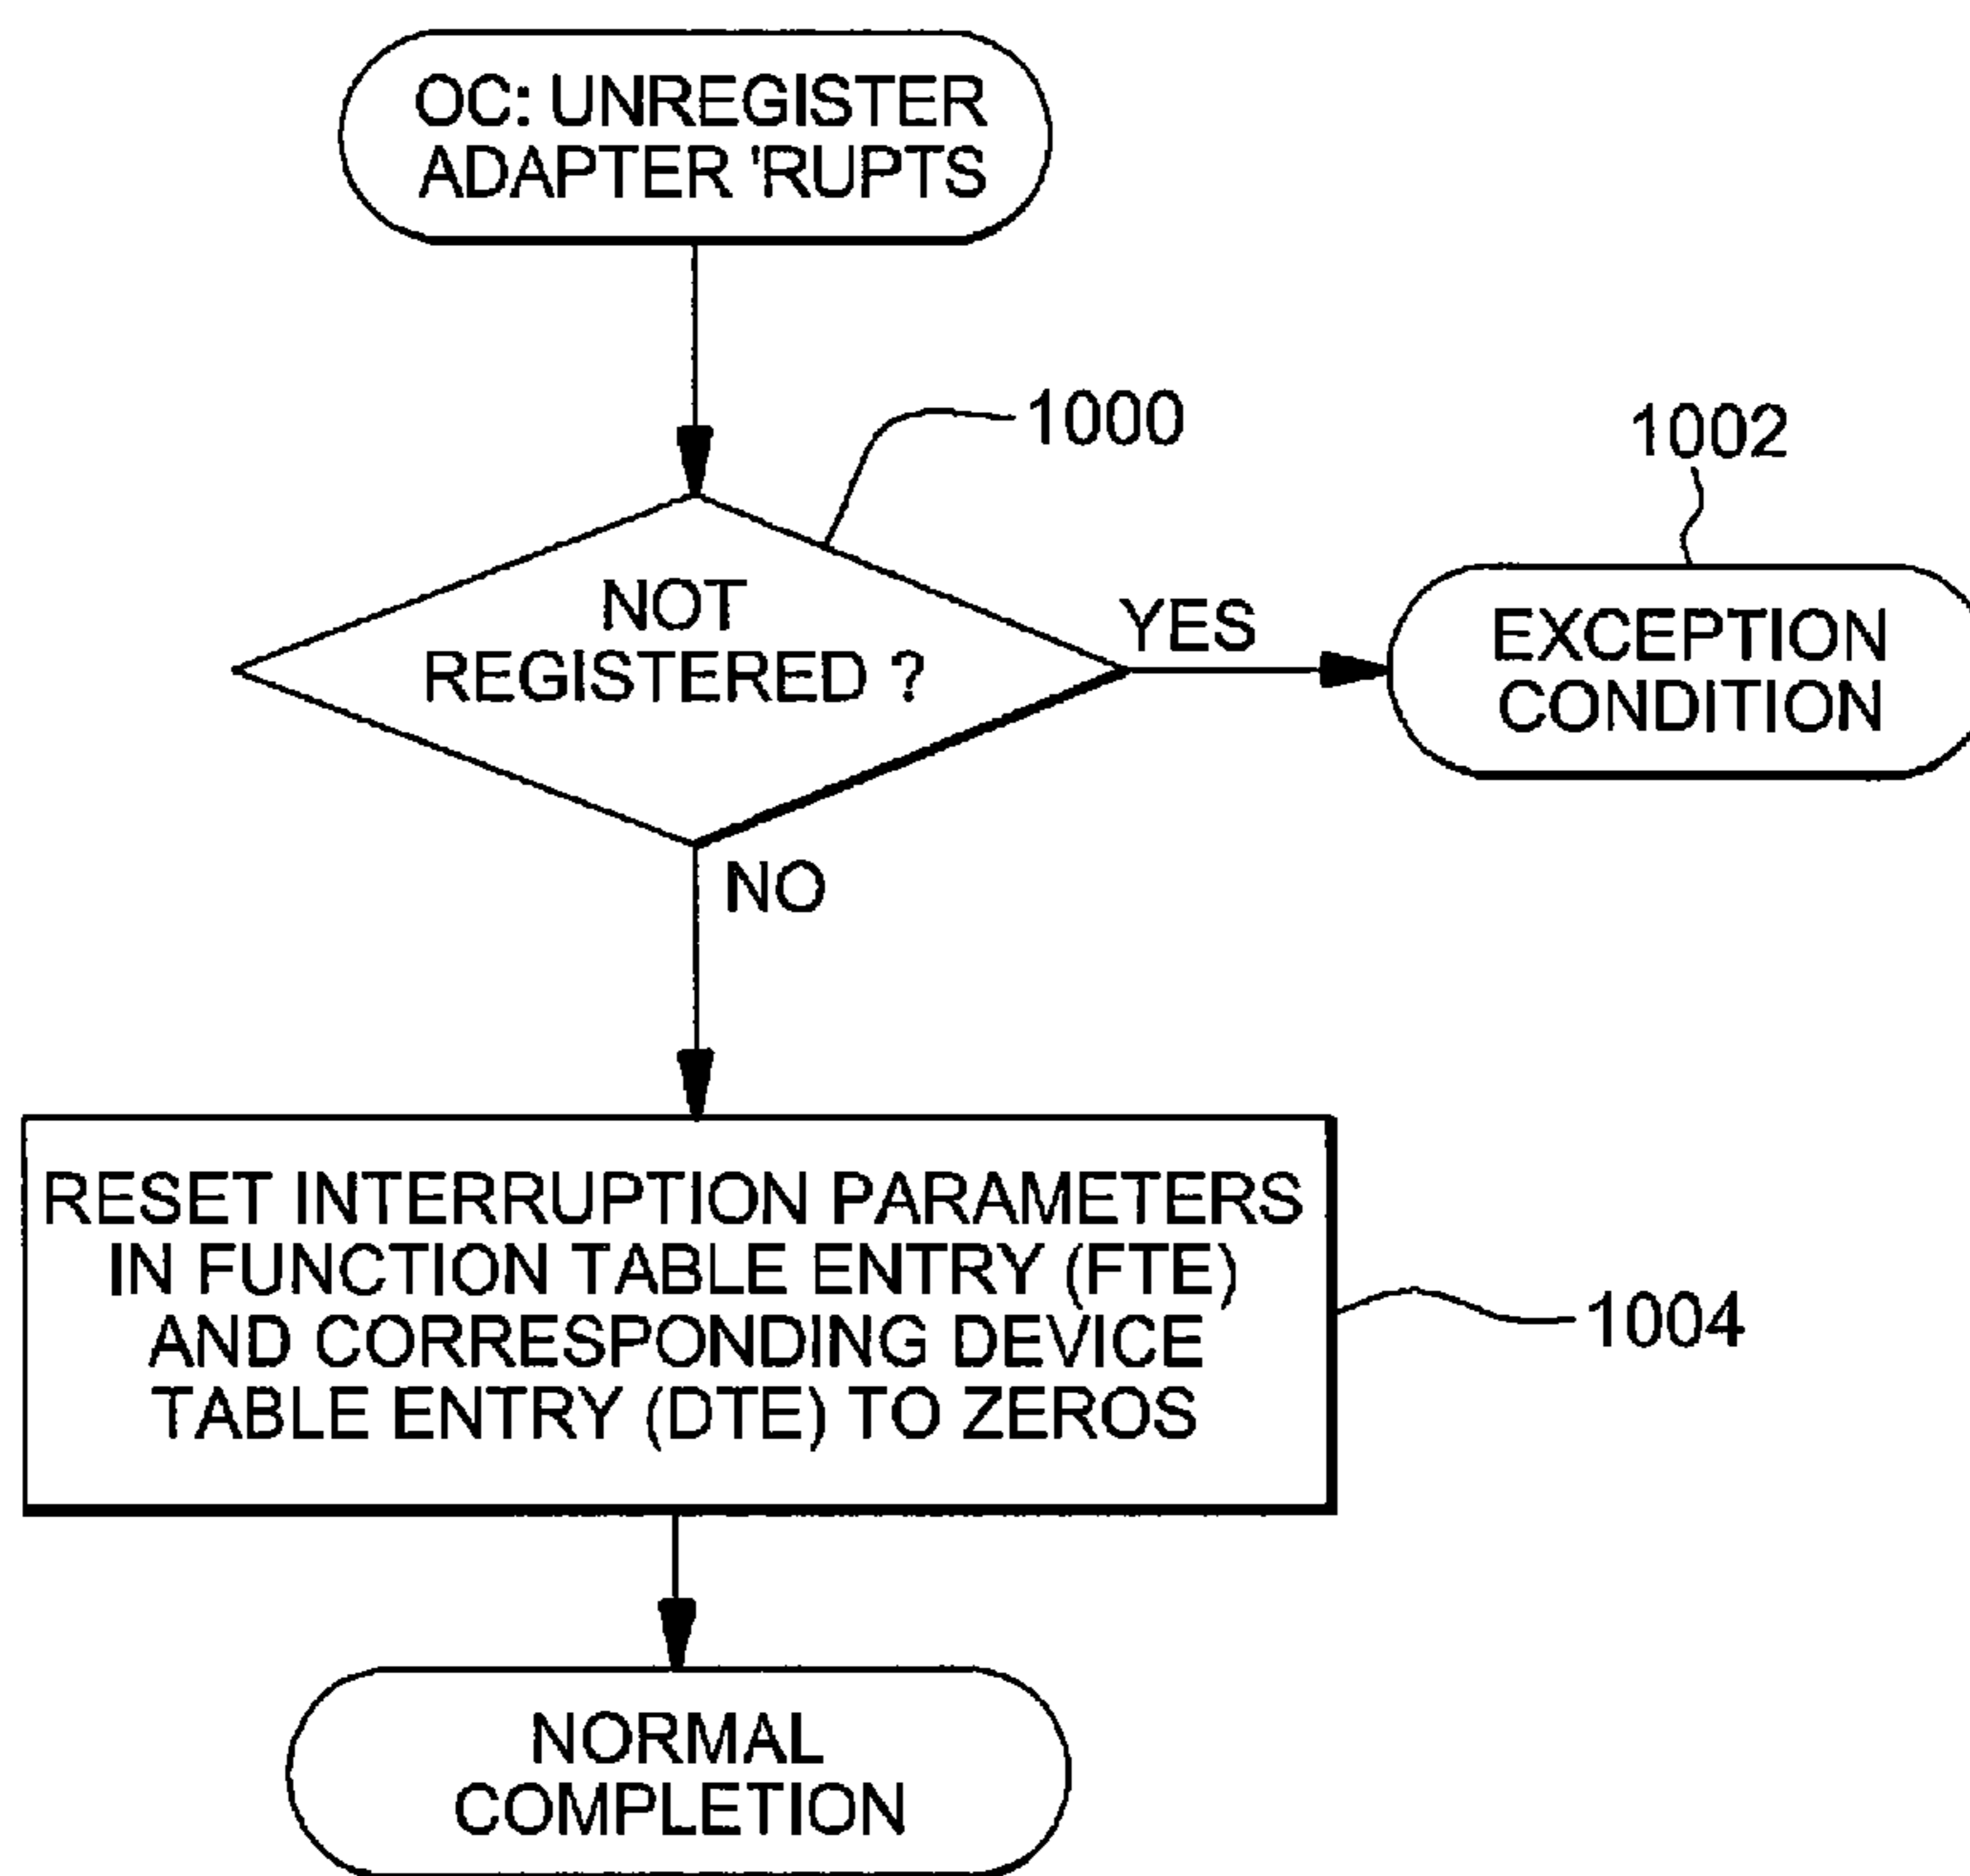 OC: UNREGISTER
ADAPTER 'RUPTS
1000
1002
NOT
REGISTERED ?
YES
EXCEPTION
CONDITION
NO
RESET INTERRUPTION PARAMETERS
IN FUNCTION TABLE ENTRY (FTE)
AND CORRESPONDING DEVICE
TABLE ENTRY (DTE) TO ZEROS
1004
NORMAL
COMPLETION